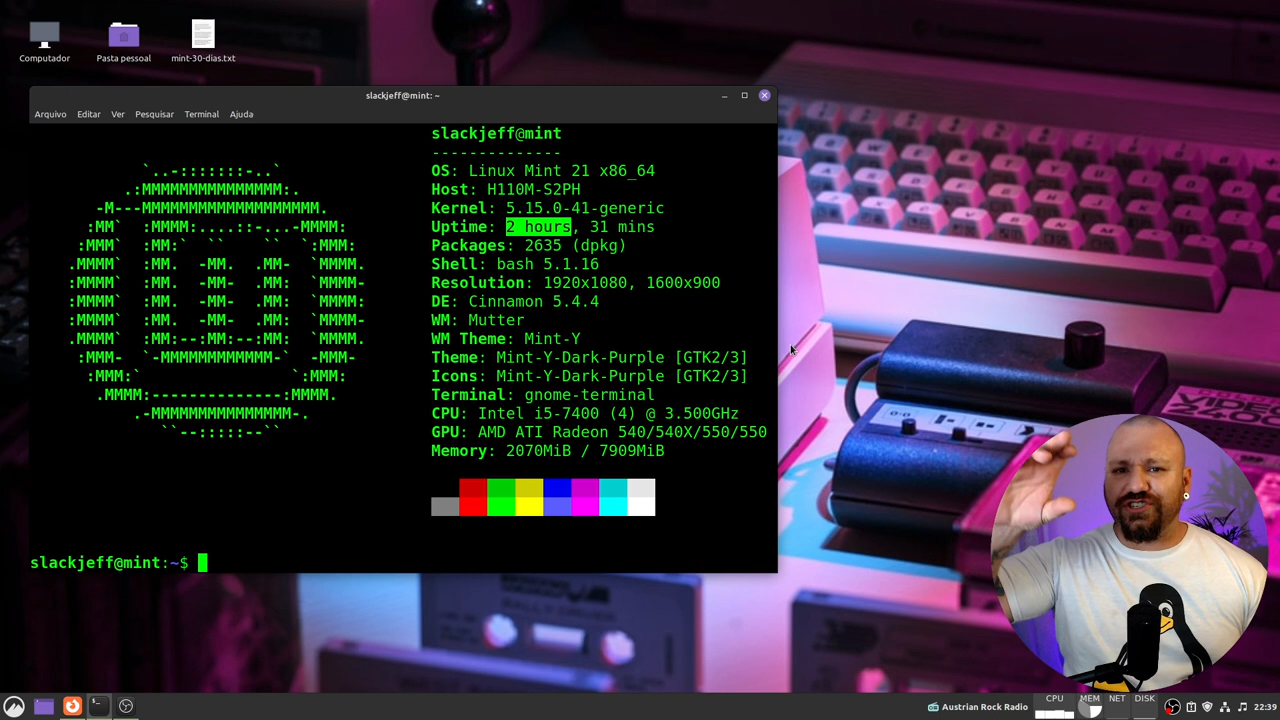 Computador
Pasta pessoal
mint-30-dias.txt
slackjeff@mint: ~
Arquivo Editar Ver Pesquisar Terminal Ajuda
slackjeff@mint
--------------
OS: Linux Mint 21 x86_64
Host: H110M-S2PH
Kernel: 5.15.0-41-generic
Uptime: 2 hours, 31 mins
Packages: 2635 (dpkg)
Shell: bash 5.1.16
Resolution: 1920x1080, 1600x900
DE: Cinnamon 5.4.4
WM: Mutter
WM Theme: Mint-Y
Theme: Mint-Y-Dark-Purple [GTK2/3]
Icons: Mint-Y-Dark-Purple [GTK2/3]
Terminal: gnome-terminal
CPU: Intel i5-7400 (4) @ 3.500GHz
GPU: AMD ATI Radeon 540/540X/550/550
Memory: 2070MiB / 7909MiB
slackjeff@mint:~$
Austrian Rock Radio
CPU MEM NET DISK
22:39